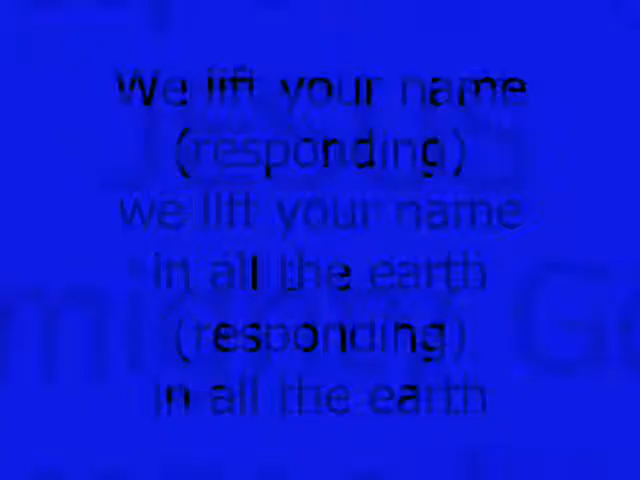 We lift your name
(responding)
we lift your name
in all the earth
(responding)
in all the earth